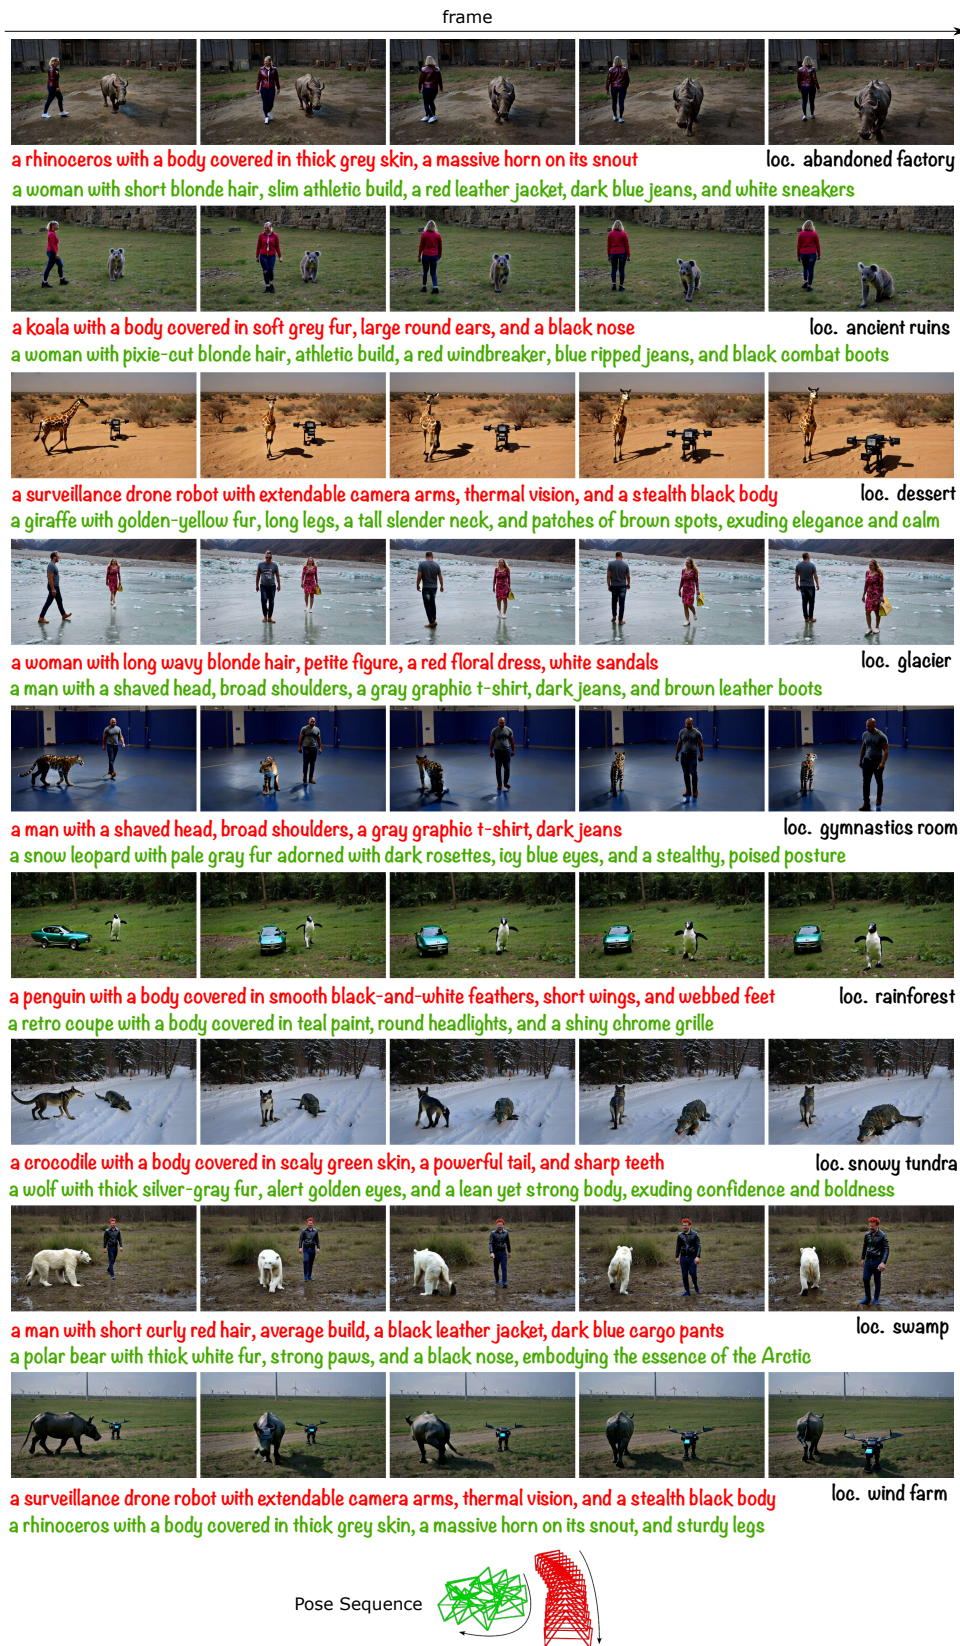 frame
a rhinoceros with a body covered in thick grey skin, a massive horn on its snout
loc. abandoned factory
a woman with short blonde hair, slim athletic build, a red leather jacket, dark blue jeans, and white sneakers
a koala with a body covered in soft grey fur, large round ears, and a black nose
loc. ancient ruins
a woman with pixie-cut blonde hair, athletic build, a red windbreaker, blue ripped jeans, and black combat boots
a surveillance drone robot with extendable camera arms, thermal vision, and a stealth black body
loc. dessert
a giraffe with golden-yellow fur, long legs, a tall slender neck, and patches of brown spots, exuding elegance and calm
a woman with long wavy blonde hair, petite figure, a red floral dress, white sandals
loc. glacier
a man with a shaved head, broad shoulders, a gray graphic t-shirt, dark jeans, and brown leather boots
a man with a shaved head, broad shoulders, a gray graphic t-shirt, dark jeans
loc. gymnastics room
a snow leopard with pale gray fur adorned with dark rosettes, icy blue eyes, and a stealthy, poised posture
a penguin with a body covered in smooth black-and-white feathers, short wings, and webbed feet
loc. rainforest
a retro coupe with a body covered in teal paint, round headlights, and a shiny chrome grille
a crocodile with a body covered in scaly green skin, a powerful tail, and sharp teeth
loc. snowy tundra
a wolf with thick silver-gray fur, alert golden eyes, and a lean yet strong body, exuding confidence and boldness
a man with short curly red hair, average build, a black leather jacket, dark blue cargo pants
loc. swamp
a polar bear with thick white fur, strong paws, and a black nose, embodying the essence of the Arctic
a surveillance drone robot with extendable camera arms, thermal vision, and a stealth black body
loc. wind farm
a rhinoceros with a body covered in thick grey skin, a massive horn on its snout, and sturdy legs
Pose Sequence